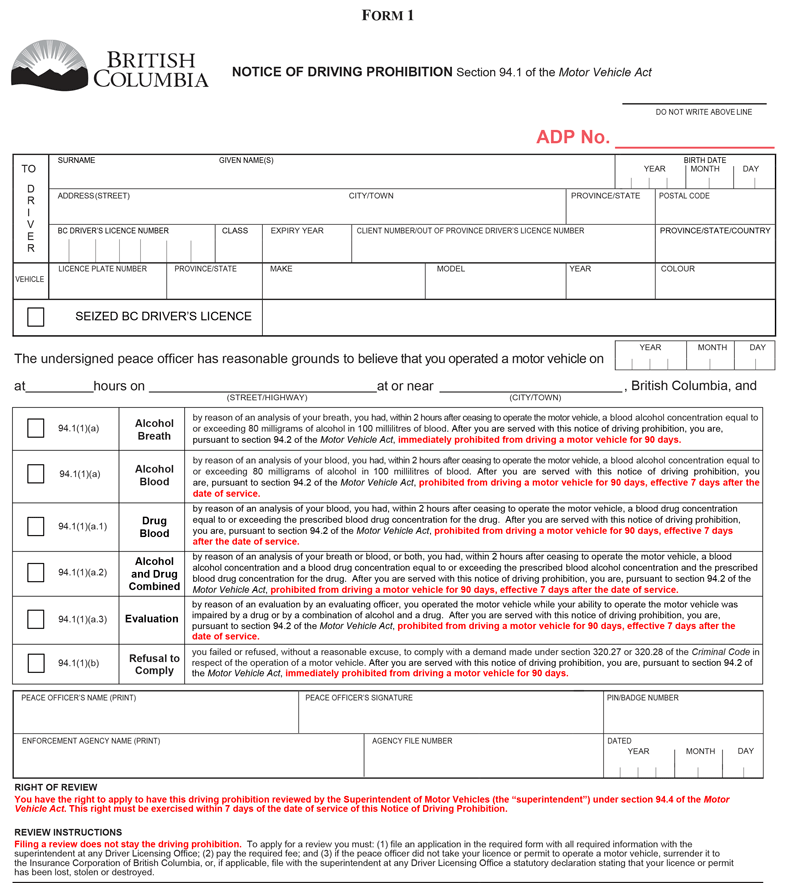 FORM 1
BRITISH
COLUMBIA
NOTICE OF DRIVING PROHIBITION Section 94.1 of the Motor Vehicle Act
DO NOT WRITE ABOVE LINE
ADP No.
TO
DRIVER
SURNAME GIVEN NAME(S) BIRTH DATE
YEAR MONTH DAY
ADDRESS(STREET) CITY/TOWN PROVINCE/STATE POSTAL CODE
BC DRIVER'S LICENCE NUMBER CLASS EXPIRY YEAR CLIENT NUMBER/OUT OF PROVINCE DRIVER'S LICENCE NUMBER PROVINCE/STATE/COUNTRY
VEHICLE
LICENCE PLATE NUMBER PROVINCE/STATE MAKE MODEL YEAR COLOUR
SEIZED BC DRIVER'S LICENCE
YEAR MONTH DAY
The undersigned peace officer has reasonable grounds to believe that you operated a motor vehicle on
at__________hours on __________ at or near __________ , British Columbia, and
(STREET/HIGHWAY) (CITY/TOWN)
94.1(1)(a)
Alcohol
Breath
by reason of an analysis of your breath, you had, within 2 hours after ceasing to operate the motor vehicle, a blood alcohol concentration equal to
or exceeding 80 milligrams of alcohol in 100 millilitres of blood. After you are served with this notice of driving prohibition, you are,
pursuant to section 94.2 of the Motor Vehicle Act, immediately prohibited from driving a motor vehicle for 90 days.
94.1(1)(a)
Alcohol
Blood
by reason of an analysis of your blood, you had, within 2 hours after ceasing to operate the motor vehicle, a blood alcohol concentration equal to
or exceeding 80 milligrams of alcohol in 100 millilitres of blood. After you are served with this notice of driving prohibition, you
are, pursuant to section 94.2 of the Motor Vehicle Act, prohibited from driving a motor vehicle for 90 days, effective 7 days after the
date of service.
94.1(1)(a.1)
Drug
Blood
by reason of an analysis of your blood, you had, within 2 hours after ceasing to operate the motor vehicle, a blood drug concentration
equal to or exceeding the prescribed blood drug concentration for the drug. After you are served with this notice of driving prohibition,
you are, pursuant to section 94.2 of the Motor Vehicle Act, prohibited from driving a motor vehicle for 90 days, effective 7 days
after the date of service.
94.1(1)(a.2)
Alcohol
and Drug
Combined
by reason of an analysis of your breath or blood, or both, you had, within 2 hours after ceasing to operate the motor vehicle, a blood
alcohol concentration and a blood drug concentration equal to or exceeding the prescribed blood alcohol concentration and the prescribed
blood drug concentration for the drug. After you are served with this notice of driving prohibition, you are, pursuant to section 94.2 of the
Motor Vehicle Act, prohibited from driving a motor vehicle for 90 days, effective 7 days after the date of service.
94.1(1)(a.3)
Evaluation
by reason of an evaluation by an evaluating officer, you operated the motor vehicle while your ability to operate the motor vehicle was
impaired by a drug or by a combination of alcohol and a drug. After you are served with this notice of driving prohibition, you are,
pursuant to section 94.2 of the Motor Vehicle Act, prohibited from driving a motor vehicle for 90 days, effective 7 days after the
date of service.
94.1(1)(b)
Refusal to
Comply
you failed or refused, without a reasonable excuse, to comply with a demand made under section 320.27 or 320.28 of the Criminal Code in
respect of the operation of a motor vehicle. After you are served with this notice of driving prohibition, you are, pursuant to section 94.2 of
the Motor Vehicle Act, immediately prohibited from driving a motor vehicle for 90 days.
PEACE OFFICER'S NAME (PRINT) PEACE OFFICER'S SIGNATURE PIN/BADGE NUMBER
ENFORCEMENT AGENCY NAME (PRINT) AGENCY FILE NUMBER DATED
YEAR MONTH DAY
RIGHT OF REVIEW
You have the right to apply to have this driving prohibition reviewed by the Superintendent of Motor Vehicles (the “superintendent”) under section 94.4 of the Motor
Vehicle Act. This right must be exercised within 7 days of the date of service of this Notice of Driving Prohibition.
REVIEW INSTRUCTIONS
Filing a review does not stay the driving prohibition. To apply for a review you must: (1) file an application in the required form with all required information with the
superintendent at any Driver Licensing Office; (2) pay the required fee; and (3) if the peace officer did not take your licence or permit to operate a motor vehicle, surrender it to
the Insurance Corporation of British Columbia, or, if applicable, file with the superintendent at any Driver Licensing Office a statutory declaration stating that your licence or permit
has been lost, stolen or destroyed.